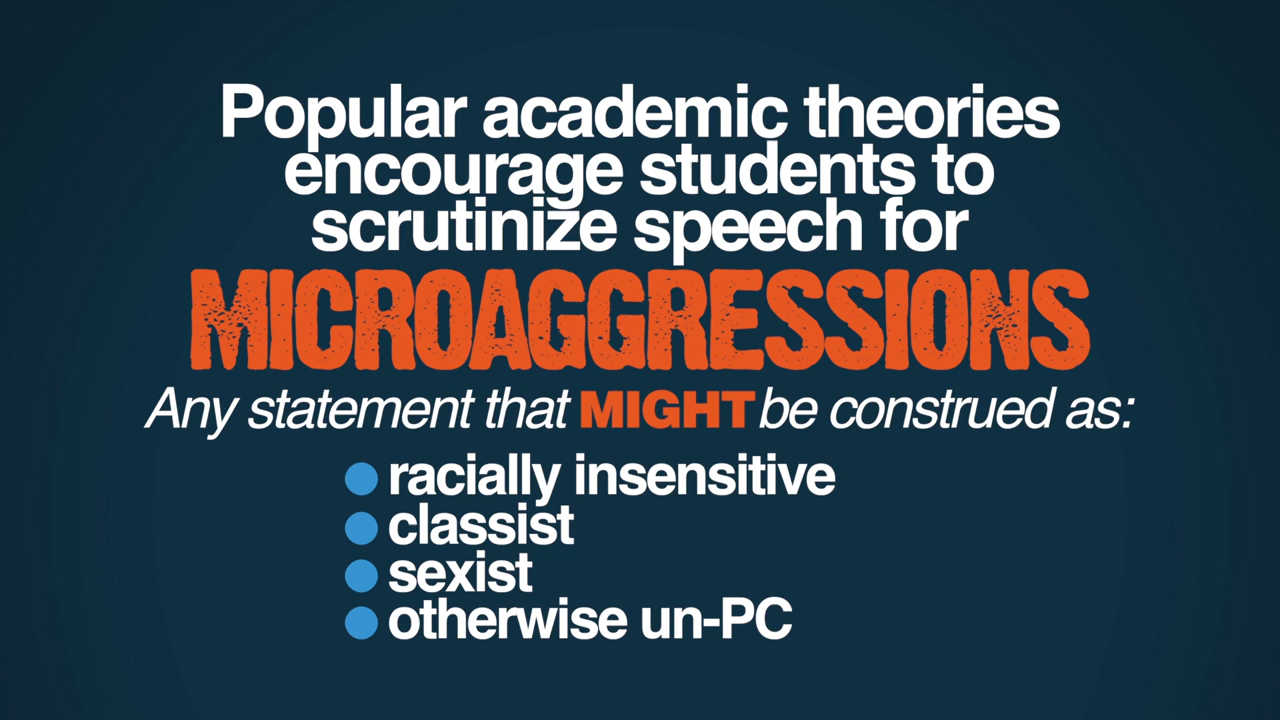 Popular academic theories
encourage students to
scrutinize speech for
MICROAGGRESSIONS
Any statement that MIGHT be construed as:
racially insensitive
classist
sexist
otherwise un-PC